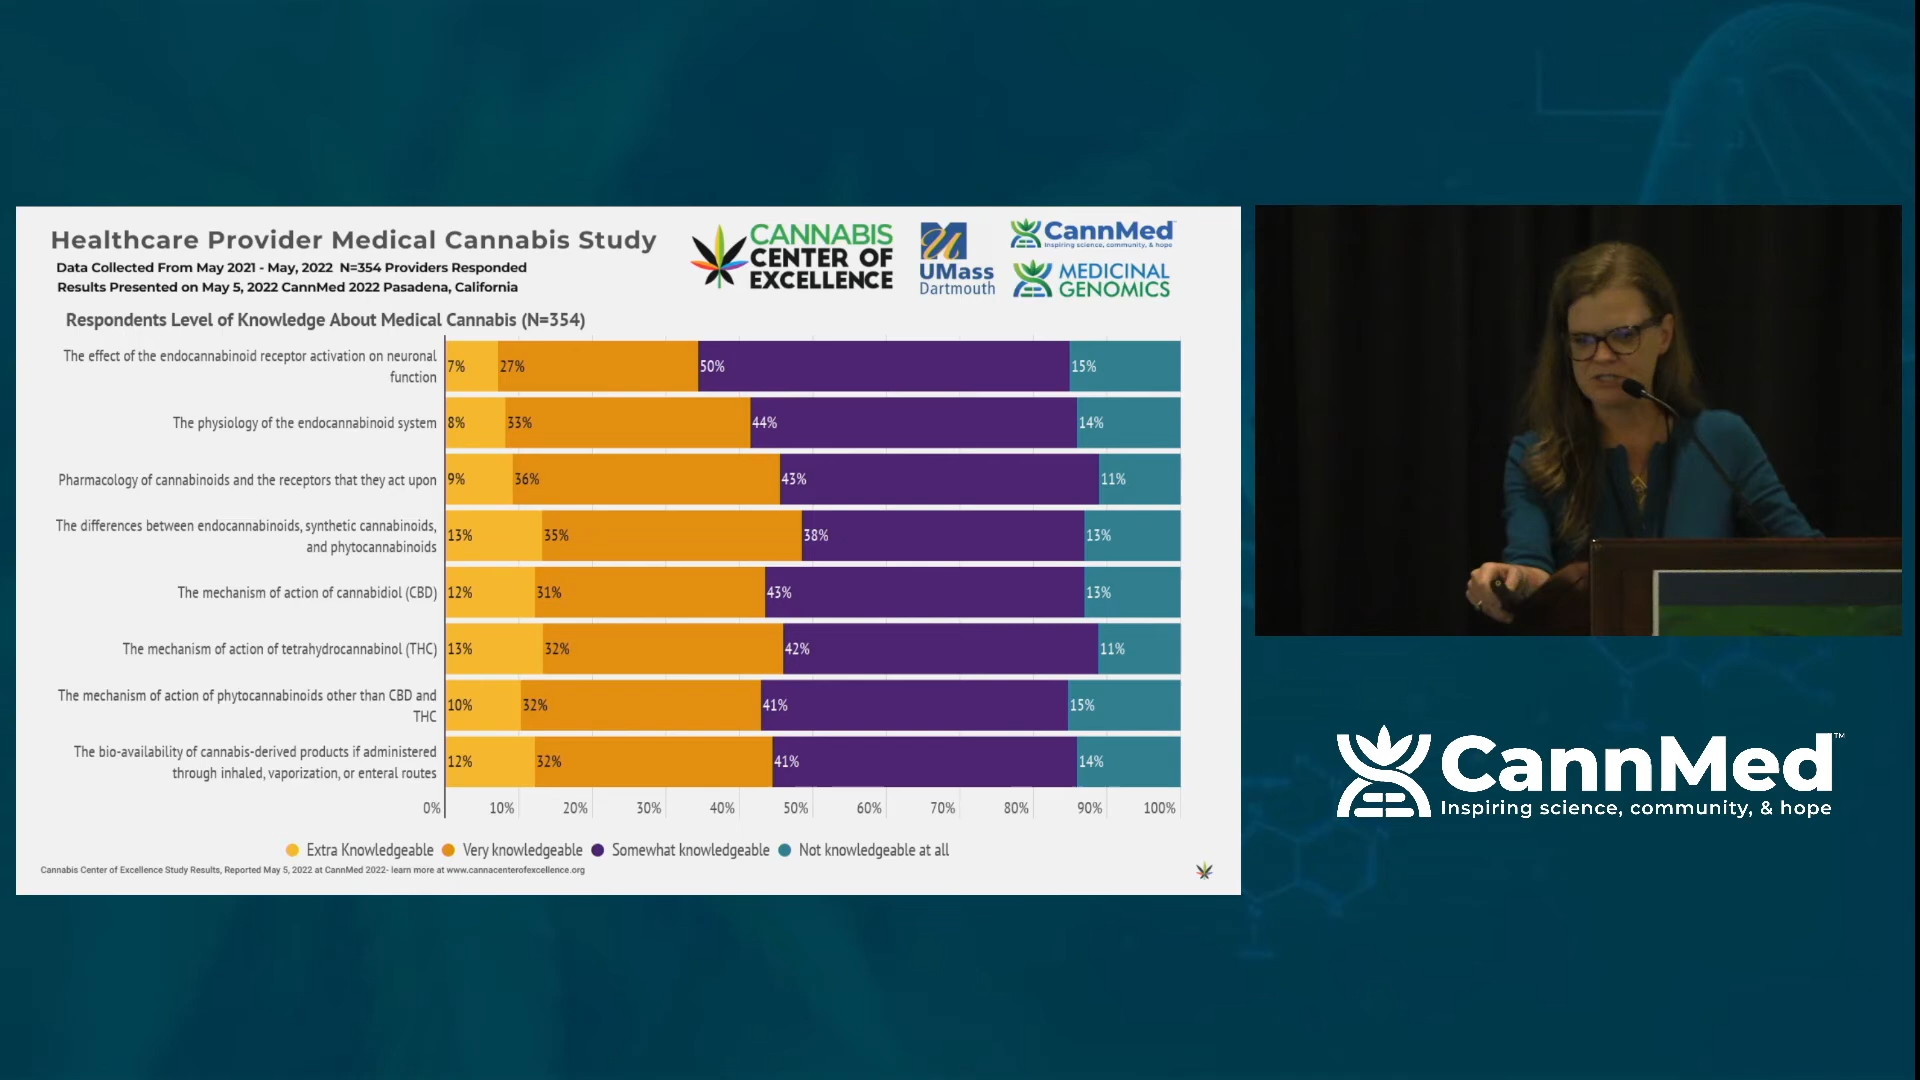 Healthcare Provider Medical Cannabis Study
Data Collected From May 2021 - May, 2022 N=354 Providers Responded
Results Presented on May 5, 2022 CannMed 2022 Pasadena, California
CANNABIS
CENTER OF
EXCELLENCE
UMass
Dartmouth
CannMed
Inspiring science, community, & hope
MEDICINAL
GENOMICS
Respondents Level of Knowledge About Medical Cannabis (N=354)
The effect of the endocannabinoid receptor activation on neuronal
function
7% 27% 50% 15%
The physiology of the endocannabinoid system
8% 33% 44% 14%
Pharmacology of cannabinoids and the receptors that they act upon
9% 36% 43% 11%
The differences between endocannabinoids, synthetic cannabinoids,
and phytocannabinoids
13% 35% 38% 13%
The mechanism of action of cannabidiol (CBD)
12% 31% 43% 13%
The mechanism of action of tetrahydrocannabinol (THC)
13% 32% 42% 11%
The mechanism of action of phytocannabinoids other than CBD and
THC
10% 32% 41% 15%
The bio-availability of cannabis-derived products if administered
through inhaled, vaporization, or enteral routes
12% 32% 41% 14%
0% 10% 20% 30% 40% 50% 60% 70% 80% 90% 100%
Extra Knowledgeable Very knowledgeable Somewhat knowledgeable Not knowledgeable at all
Cannabis Center of Excellence Study Results, Reported May 5, 2022 at CannMed 2022- learn more at www.cannacenterofexcellence.org
CannMed™
Inspiring science, community, & hope